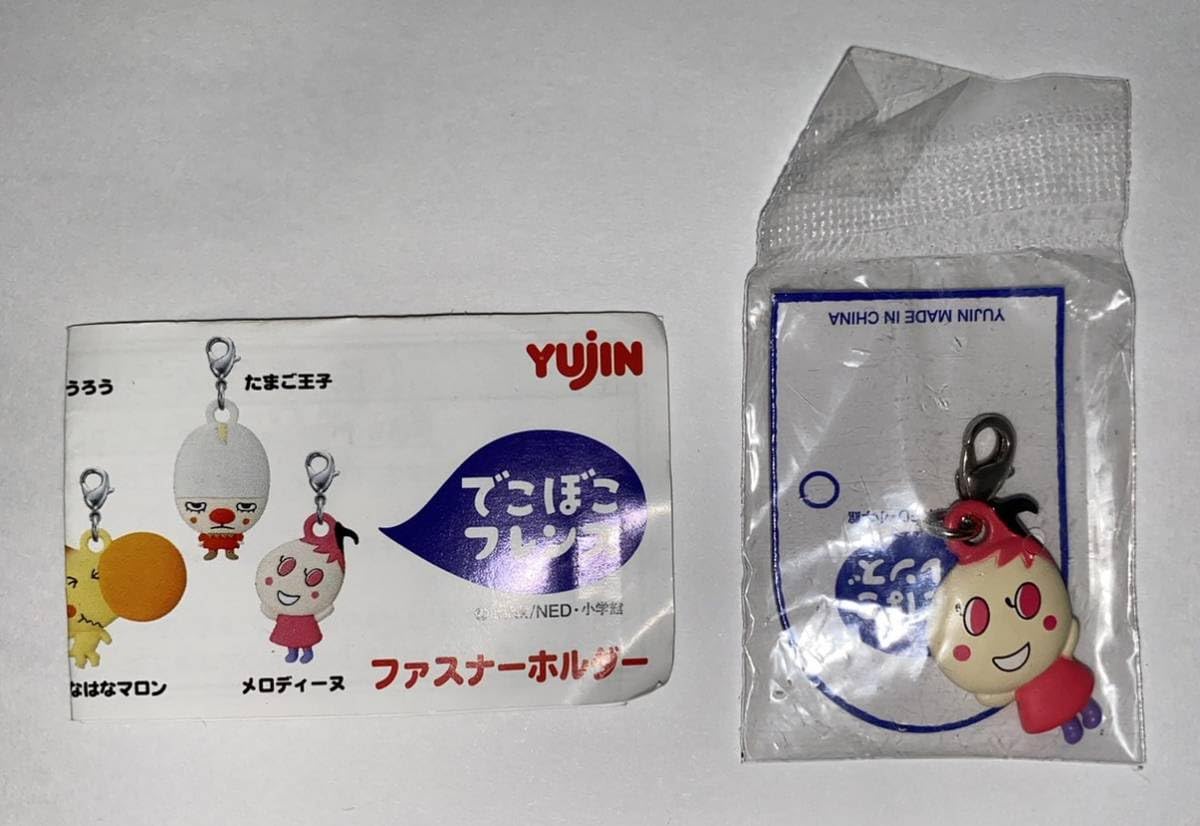 YUJIN
うろう
たまご王子
でこぼこ
フレンズ
/NED・小学館
なはなマロン
メロディーヌ
ファスナーホルダー
YUJIN MADE IN CHINA